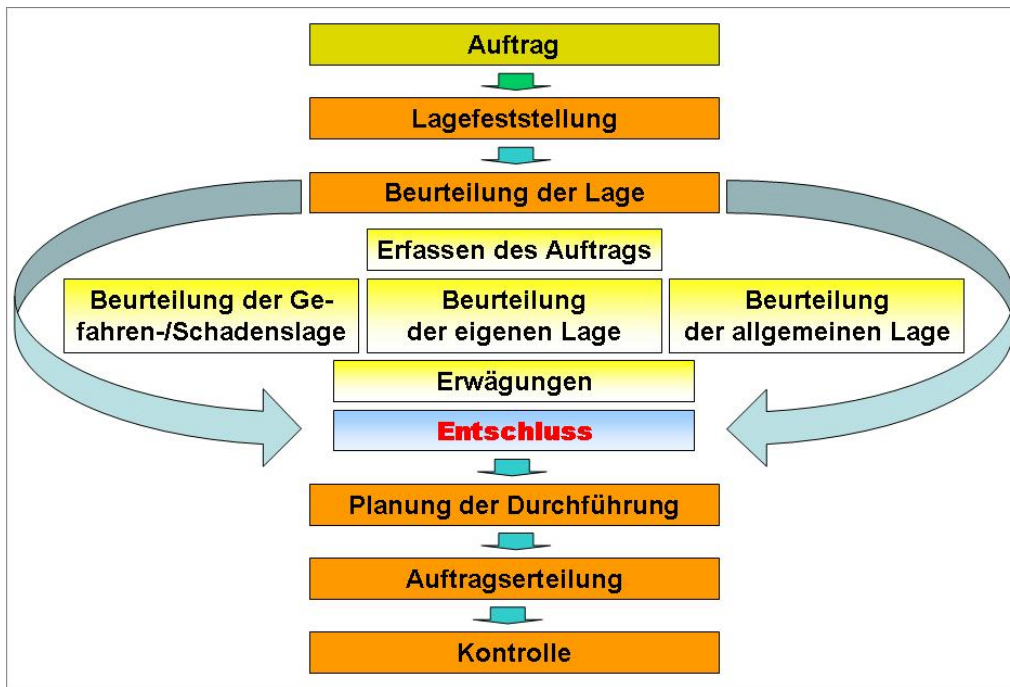 Auftrag
Lagefeststellung
Beurteilung der Lage
Erfassen des Auftrags
Beurteilung der Ge-
fahren-/Schadenslage
Beurteilung
der eigenen Lage
Beurteilung
der allgemeinen Lage
Erwägungen
Entschluss
Planung der Durchführung
Auftragserteilung
Kontrolle